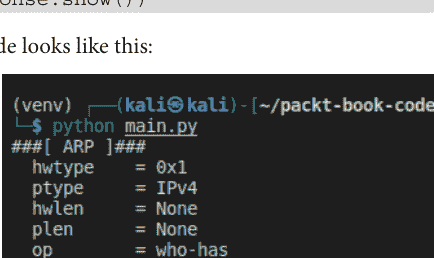 onse.show())
de looks like this:
(venv) ┌──(kali㉿kali)-[~/packt-book-code
└─$ python main.py
###[ ARP ]###
hwtype = 0x1
ptype = IPv4
hwlen = None
plen = None
op = who-has